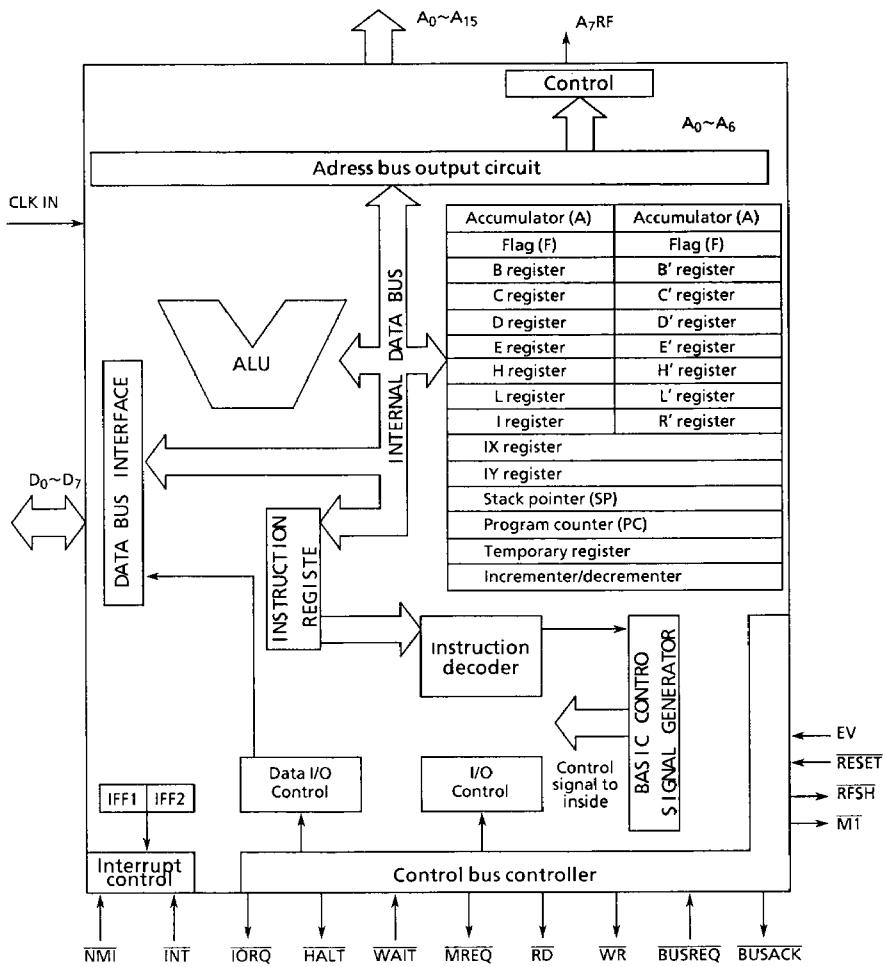 A0~A15
A7RF
Control
A0~A6
Adress bus output circuit
CLK IN
Accumulator (A) Accumulator (A)
Flag (F) Flag (F)
B register B' register
C register C' register
D register D' register
E register E' register
H register H' register
L register L' register
I register R' register
IX register
IY register
Stack pointer (SP)
Program counter (PC)
Temporary register
Incrementer/decrementer
INTERNAL DATA BUS
ALU
DATA BUS INTERFACE
D0~D7
INSTRUCTION
REGISTE
Instruction
decoder
BASIC CONTRO
SIGNAL GENERATOR
Control
signal to
inside
EV
RESET
RFSH
M1
Data I/O
Control
I/O
Control
IFF1 IFF2
Interrupt
control
Control bus controller
NMI INT IORQ HALT WAIT MREQ RD WR BUSREQ BUSACK